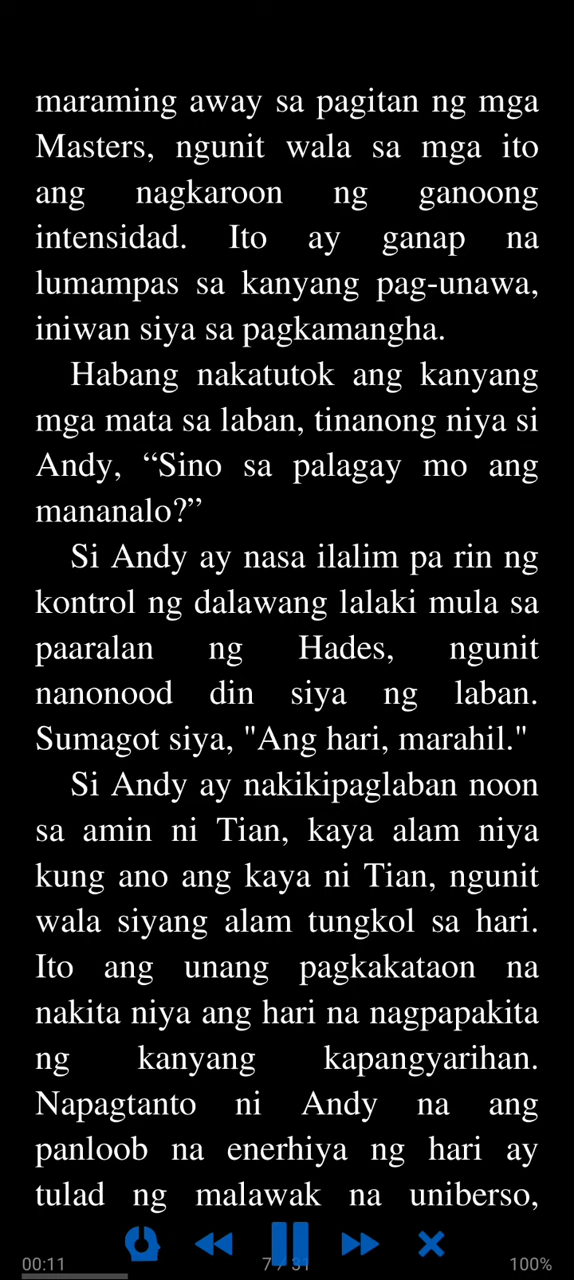 maraming away sa pagitan ng mga
Masters, ngunit wala sa mga ito
ang nagkaroon ng ganoong
intensidad. Ito ay ganap na
lumampas sa kanyang pag-unawa,
iniwan siya sa pagkamangha.
Habang nakatutok ang kanyang
mga mata sa laban, tinanong niya si
Andy, “Sino sa palagay mo ang
mananalo?”
Si Andy ay nasa ilalim pa rin ng
kontrol ng dalawang lalaki mula sa
paaralan ng Hades, ngunit
nanonood din siya ng laban.
Sumagot siya, "Ang hari, marahil."
Si Andy ay nakikipaglaban noon
sa amin ni Tian, kaya alam niya
kung ano ang kaya ni Tian, ngunit
wala siyang alam tungkol sa hari.
Ito ang unang pagkakataon na
nakita niya ang hari na nagpapakita
ng kanyang kapangyarihan.
Napagtanto ni Andy na ang
panloob na enerhiya ng hari ay
tulad ng malawak na uniberso,
00:11 7 / 31 100%